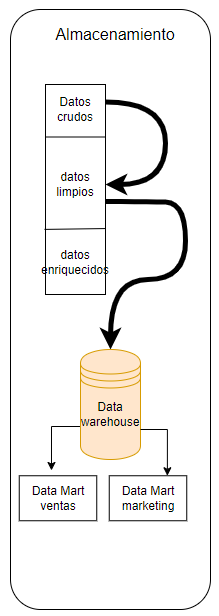 Almacenamiento
Datos
crudos
datos
limpios
datos
enriquecidos
Data
warehouse
Data Mart
ventas
Data Mart
marketing